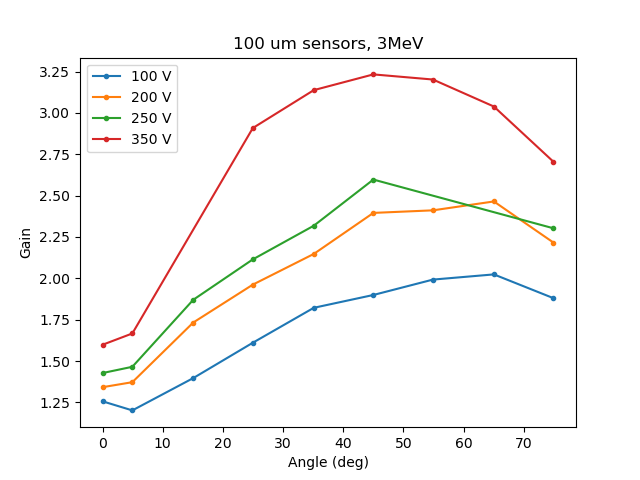 100 um sensors, 3MeV
100 V
200 V
250 V
350 V
3.25
3.00
2.75
2.50
2.25
2.00
1.75
1.50
1.25
Gain
0 10 20 30 40 50 60 70
Angle (deg)